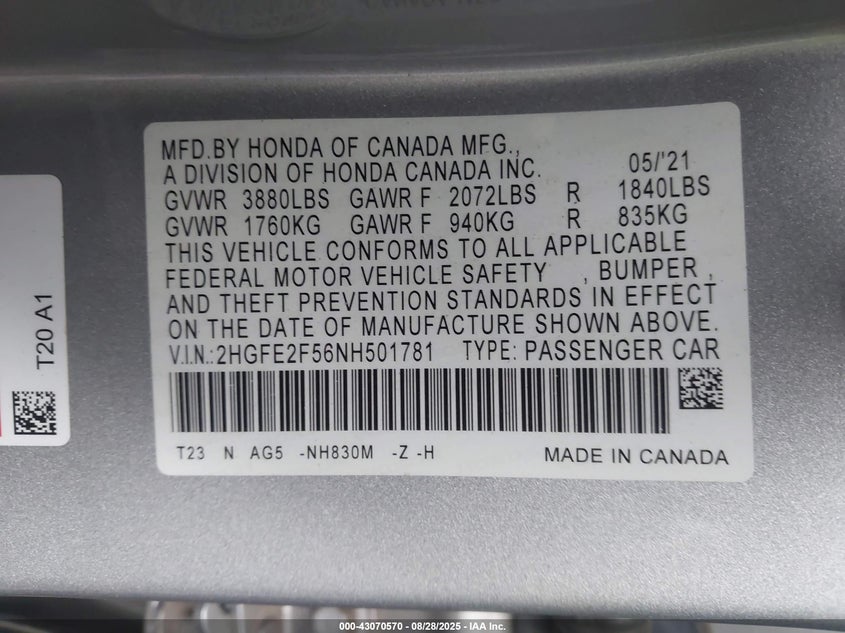 MFD.BY HONDA OF CANADA MFG.,
A DIVISION OF HONDA CANADA INC. 05/'21
GVWR 3880LBS GAWR F 2072LBS R 1840LBS
GVWR 1760KG GAWR F 940KG R 835KG
THIS VEHICLE CONFORMS TO ALL APPLICABLE
FEDERAL MOTOR VEHICLE SAFETY , BUMPER ,
AND THEFT PREVENTION STANDARDS IN EFFECT
ON THE DATE OF MANUFACTURE SHOWN ABOVE.
V.I.N.:2HGFE2F56NH501781 TYPE: PASSENGER CAR
T23 N AG5 -NH830M -Z -H MADE IN CANADA
T20 A1
000-43070570 - 08/28/2025 - IAA Inc.